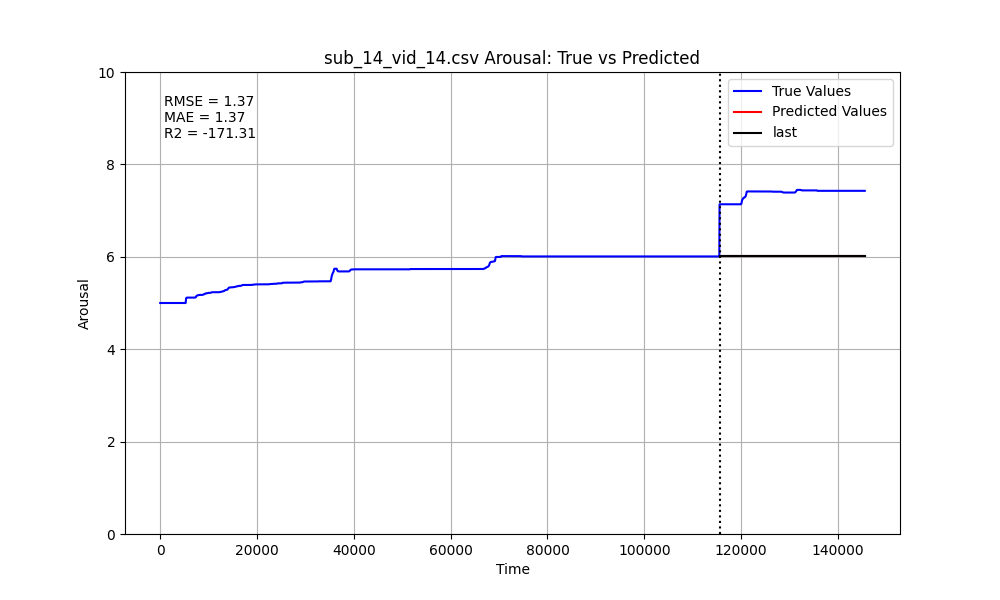 sub_14_vid_14.csv Arousal: True vs Predicted
RMSE = 1.37
MAE = 1.37
R2 = -171.31
True Values
Predicted Values
last
10
8
6
4
2
0
Arousal
0 20000 40000 60000 80000 100000 120000 140000
Time